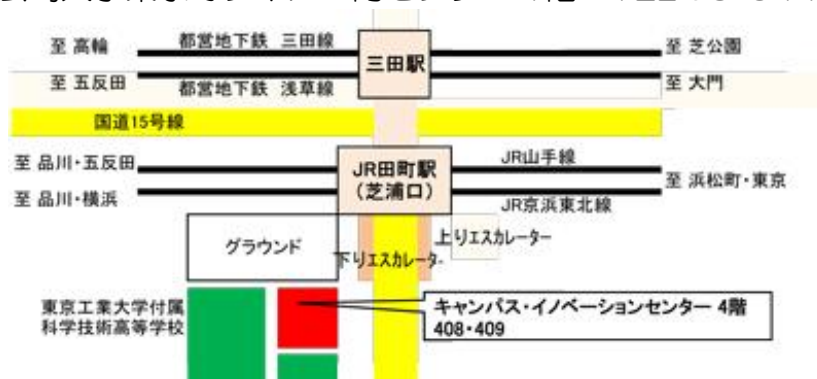 至 高輪
都営地下鉄 三田線
三田駅
至 芝公園
至 五反田
都営地下鉄 浅草線
至 大門
国道15号線
至 品川・五反田
JR田町駅
(芝浦口)
JR山手線
至 浜松町・東京
至 品川・横浜
JR京浜東北線
グラウンド
上りエスカレーター
下りエスカレータ-
東京工業大学付属
科学技術高等学校
キャンパス・イノベーションセンター 4階
408・409